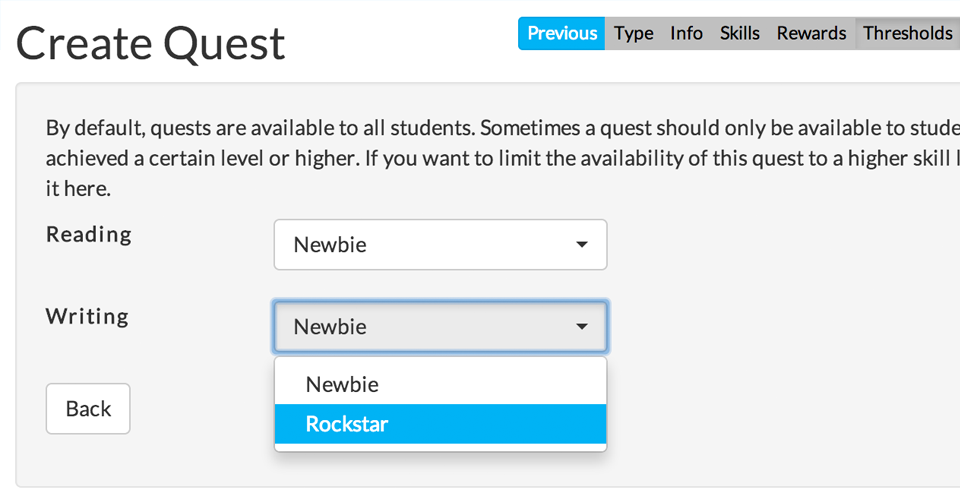 Create Quest
Previous Type Info Skills Rewards Thresholds
By default, quests are available to all students. Sometimes a quest should only be available to
achieved a certain level or higher. If you want to limit the availability of this quest to a higher skill
it here.
Reading
Newbie
Writing
Newbie
Newbie
Rockstar
Back